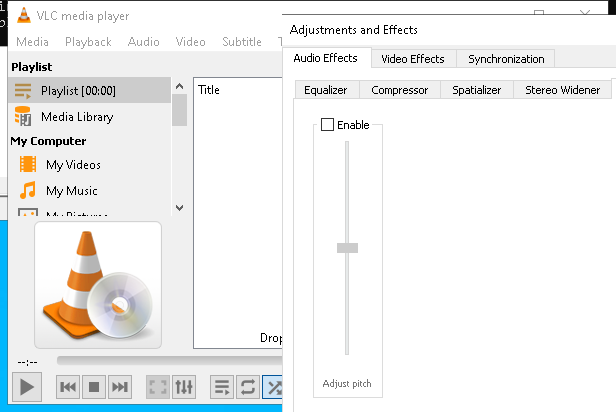 VLC media player
Media Playback Audio Video Subtitle
Playlist
Playlist [00:00]
Media Library
My Computer
My Videos
My Music
My Pictures
Title
Drop
--:--
Adjustments and Effects
Audio Effects Video Effects Synchronization
Equalizer Compressor Spatializer Stereo Widener
Enable
Adjust pitch